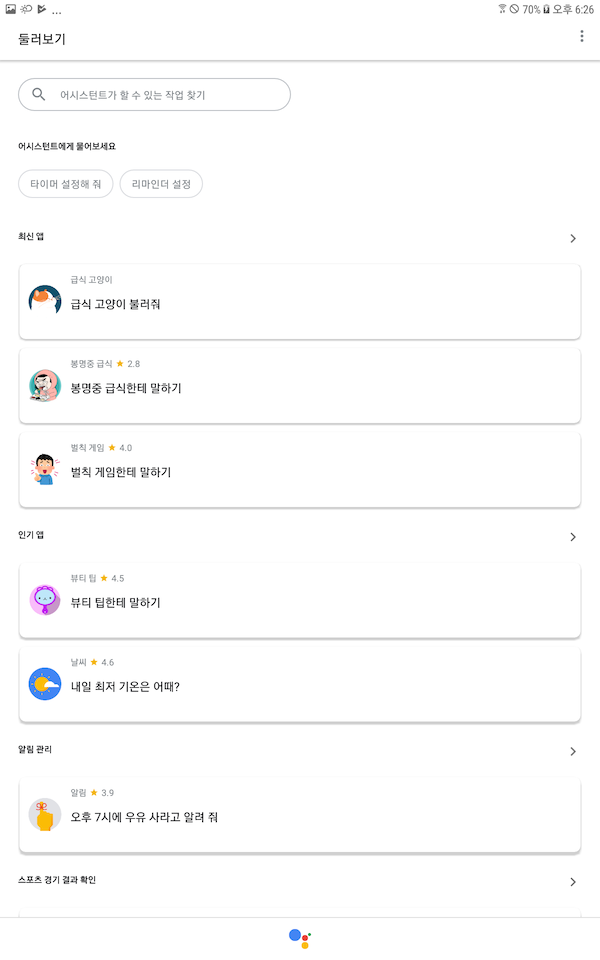 ... 70% 오후 6:26
둘러보기
어시스턴트가 할 수 있는 작업 찾기
어시스턴트에게 물어보세요
타이머 설정해 줘 리마인더 설정
최신 앱
급식 고양이
급식 고양이 불러줘
봉명중 급식 ★ 2.8
봉명중 급식한테 말하기
벌칙 게임 ★ 4.0
벌칙 게임한테 말하기
인기 앱
뷰티 팁 ★ 4.5
뷰티 팁한테 말하기
날씨 ★ 4.6
내일 최저 기온은 어때?
알림 관리
알림 ★ 3.9
오후 7시에 우유 사라고 알려 줘
스포츠 경기 결과 확인